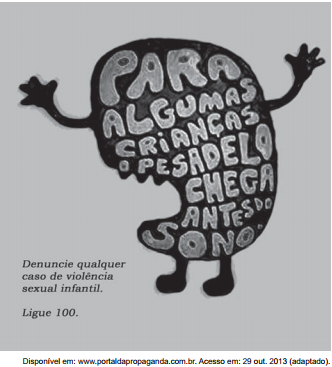 PARA
ALGUMAS
CRIANÇAS
O PESADELO
CHEGA
ANTES DO
SONO.
Denuncie qualquer
caso de violência
sexual infantil.
Ligue 100.
Disponível em: www.portaldapropaganda.com.br. Acesso em: 29 out. 2013 (adaptado).